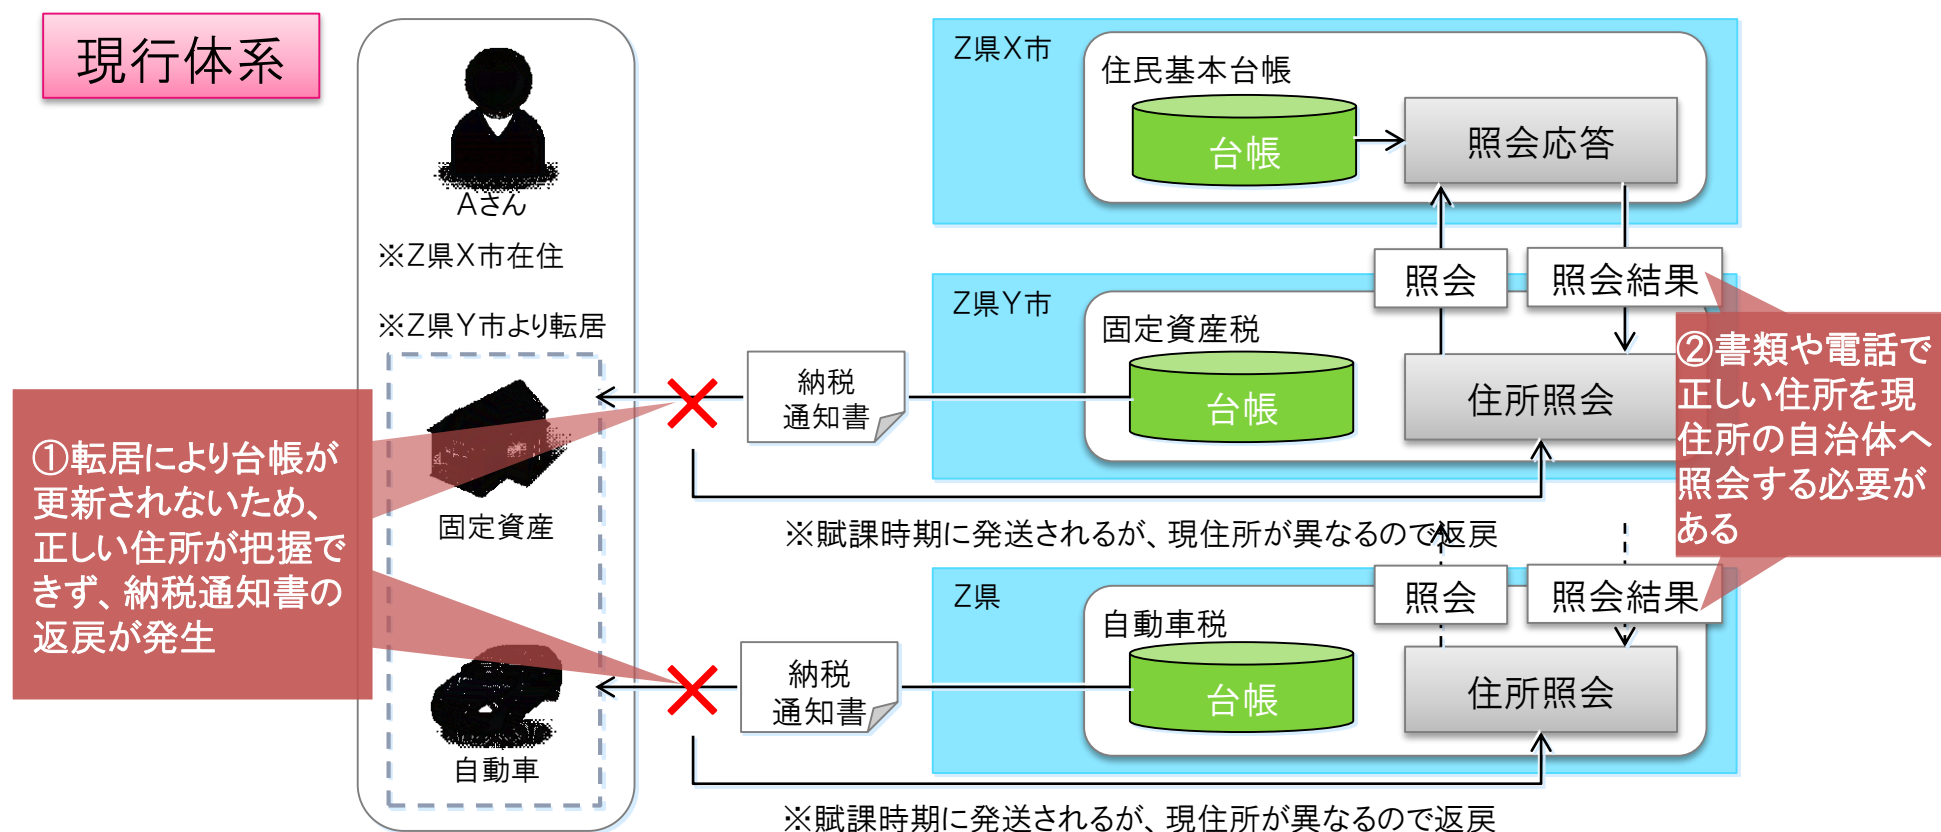 現行体系
Aさん
※Z県X市在住
※Z県Y市より転居
固定資産
自動車
①転居により台帳が
更新されないため、
正しい住所が把握で
きず、納税通知書の
返戻が発生
Z県X市
住民基本台帳
台帳
照会応答
照会
照会結果
Z県Y市
固定資産税
台帳
住所照会
納税
通知書
※賦課時期に発送されるが、現住所が異なるので返戻
②書類や電話で
正しい住所を現
住所の自治体へ
照会する必要が
ある
Z県
照会
照会結果
自動車税
台帳
住所照会
納税
通知書
※賦課時期に発送されるが、現住所が異なるので返戻